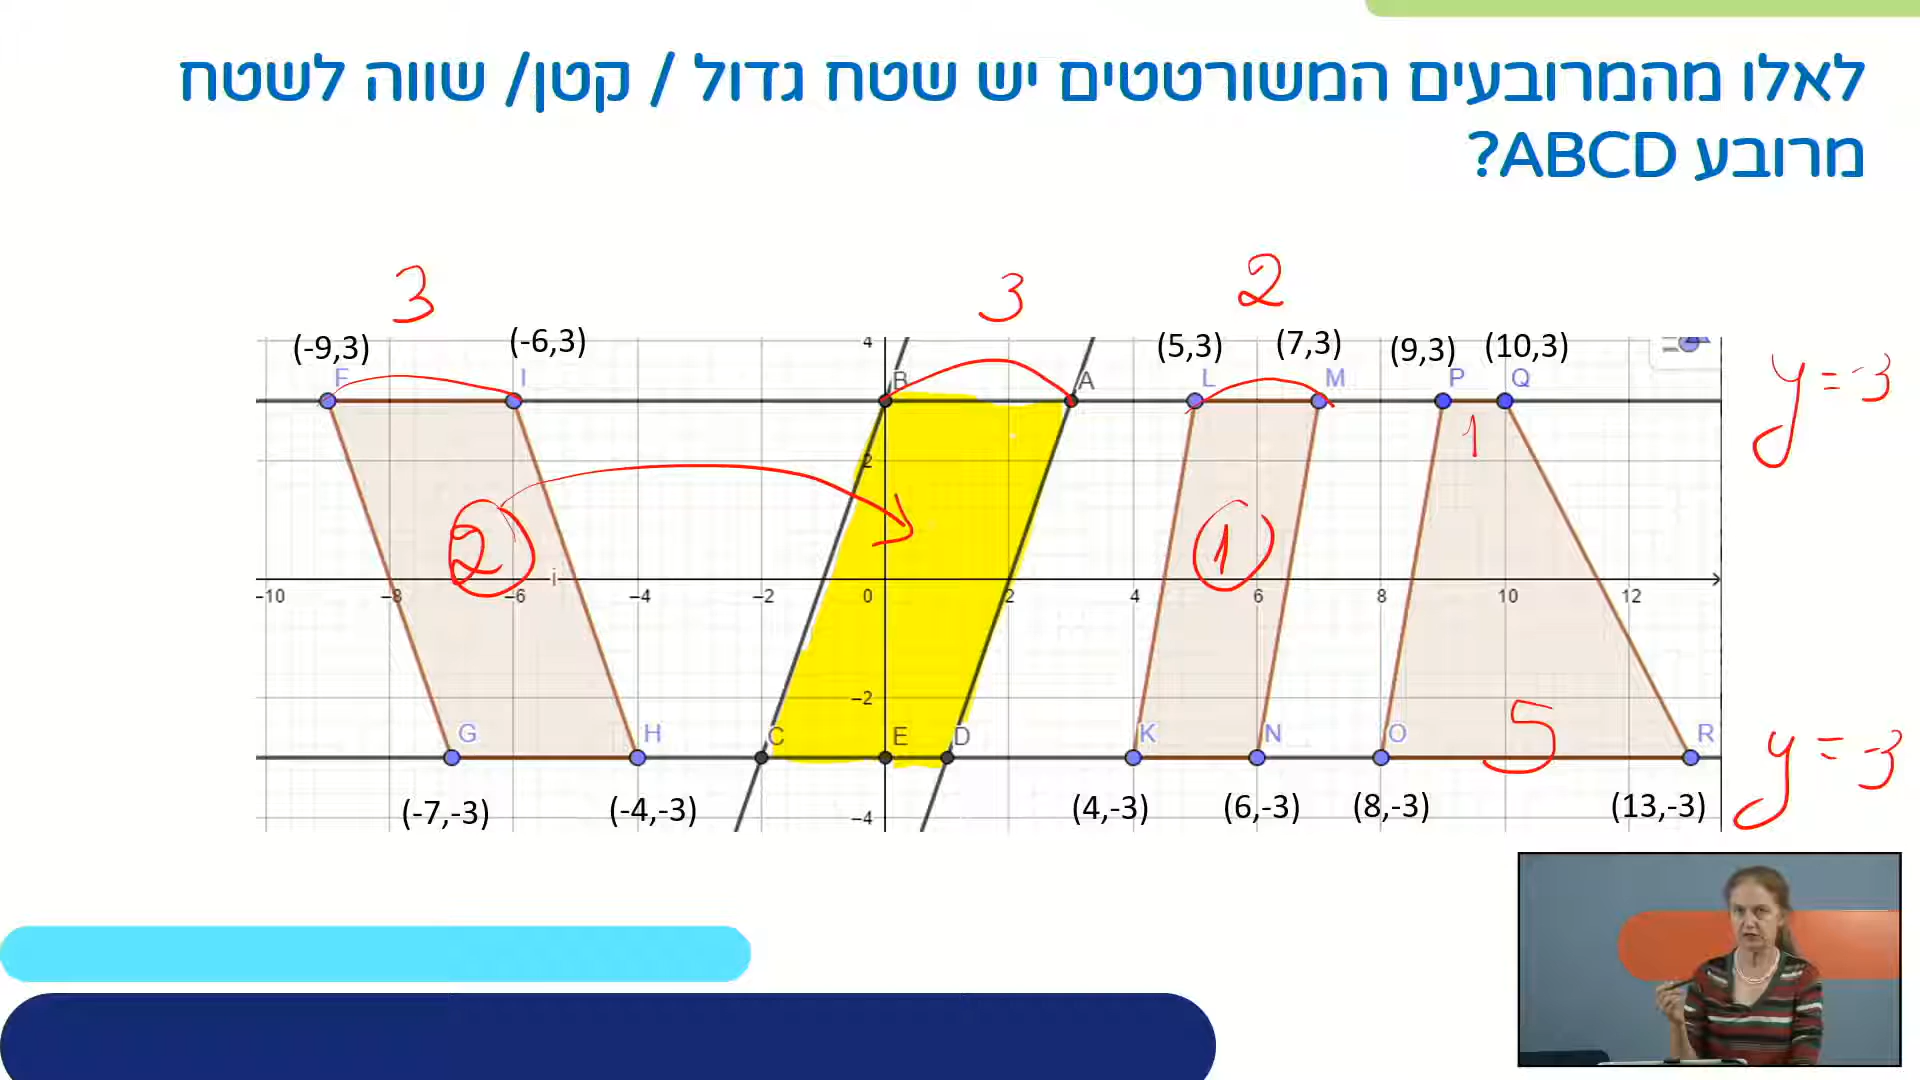 לאלו מהמרובעים המשורטטים יש שטח גדול / קטן/ שווה לשטח
מרובע ABCD?
3 3 2
(-9,3) (-6,3) 4 (5,3) (7,3) (9,3) (10,3)
F I B A L M P Q
y=3
1
2
2 1
i
-10 -8 -6 -4 -2 0 2 4 6 8 10 12
-2
5
G H C E D K N O R
y=-3
(-7,-3) (-4,-3) -4 (4,-3) (6,-3) (8,-3) (13,-3)